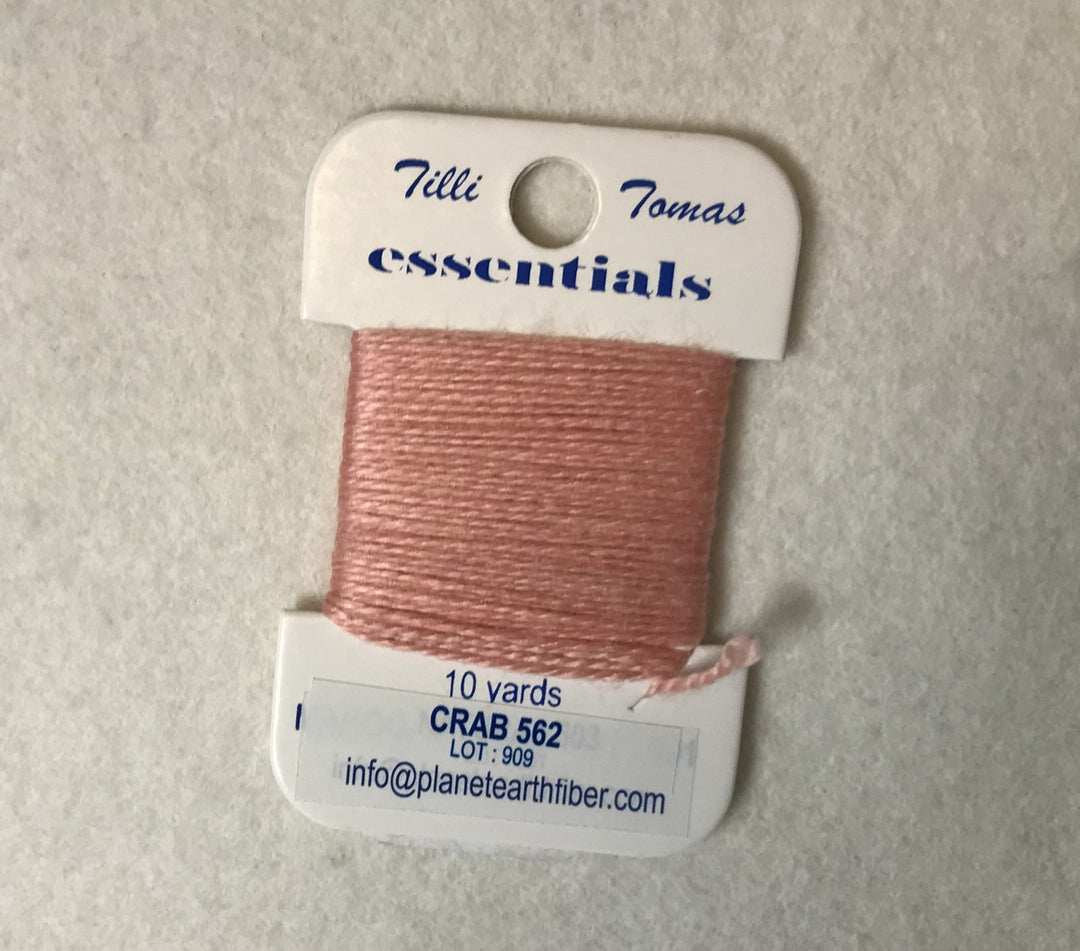 Tilli Tomas
essentials
10 yards
CRAB 562
LOT : 909
info@planetearthfiber.com